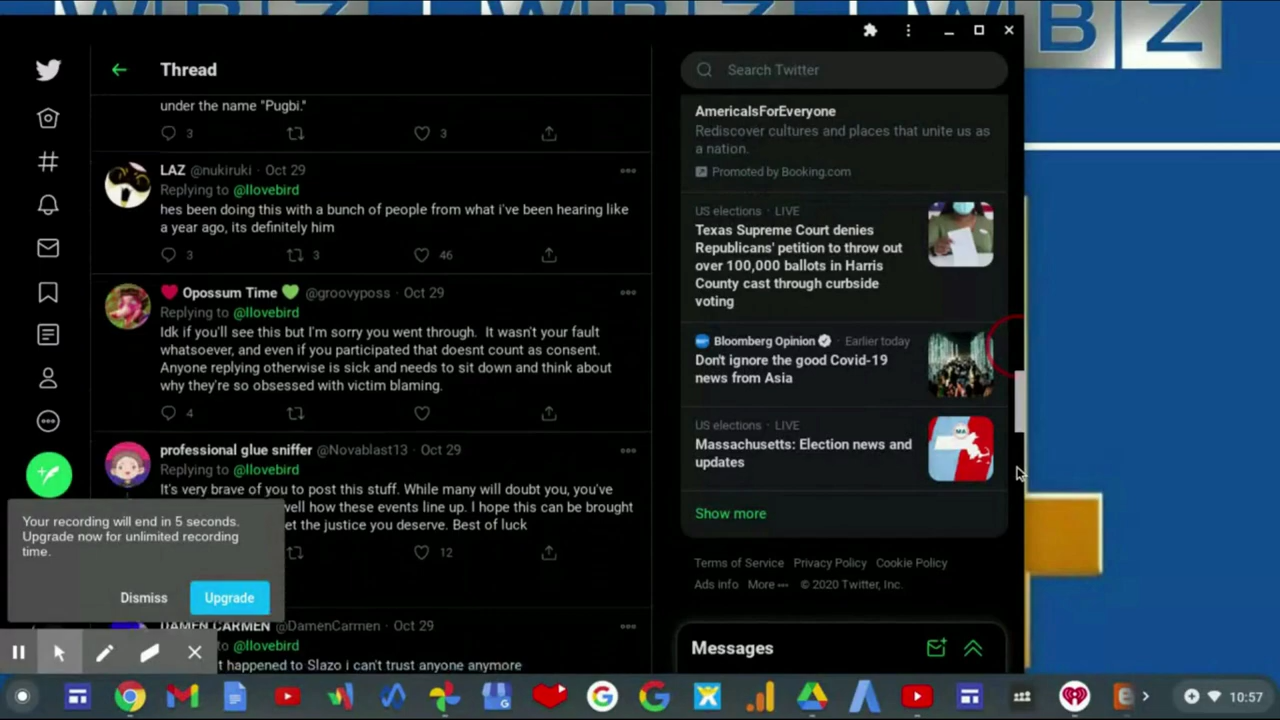 W B Z
W B Z
W B Z
Thread
Search Twitter
under the name "Pugbi."
3
3
LAZ @nukiruki · Oct 29
Replying to @llovebird
hes been doing this with a bunch of people from what i've been hearing like
a year ago, its definitely him
3
3
46
Opossum Time @groovyposs · Oct 29
Replying to @llovebird
Idk if you'll see this but I'm sorry you went through. It wasn't your fault
whatsoever, and even if you participated that doesnt count as consent.
Anyone replying otherwise is sick and needs to sit down and think about
why they're so obsessed with victim blaming.
4
professional glue sniffer @Novablast13 · Oct 29
Replying to @llovebird
It's very brave of you to post this stuff. While many will doubt you, you've
well how these events line up. I hope this can be brought
et the justice you deserve. Best of luck
12
DAMEN CARMEN @DamenCarmen · Oct 29
to @llovebird
t happened to Slazo i can't trust anyone anymore
AmericaIsForEveryone
Rediscover cultures and places that unite us as
a nation.
Promoted by Booking.com
US elections · LIVE
Texas Supreme Court denies
Republicans' petition to throw out
over 100,000 ballots in Harris
County cast through curbside
voting
Bloomberg Opinion · Earlier today
Don't ignore the good Covid-19
news from Asia
US elections · LIVE
Massachusetts: Election news and
updates
MA
Show more
Terms of Service Privacy Policy Cookie Policy
Ads info More ••• © 2020 Twitter, Inc.
Messages
Your recording will end in 5 seconds.
Upgrade now for unlimited recording
time.
Dismiss
Upgrade
10:57